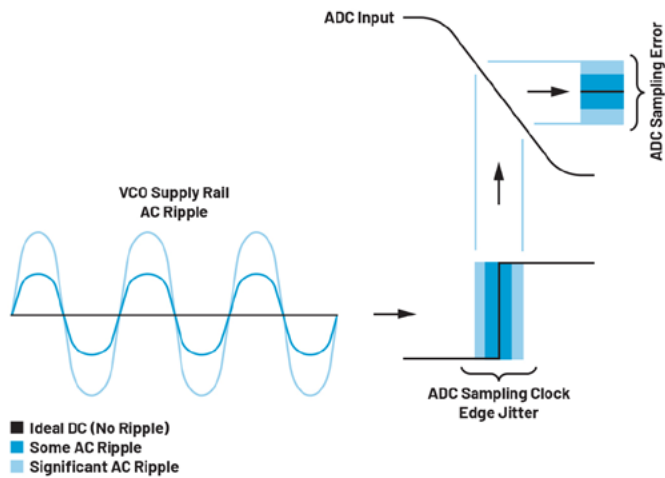 ADC Input
ADC Sampling Error
VCO Supply Rail
AC Ripple
ADC Sampling Clock
Edge Jitter
Ideal DC (No Ripple)
Some AC Ripple
Significant AC Ripple